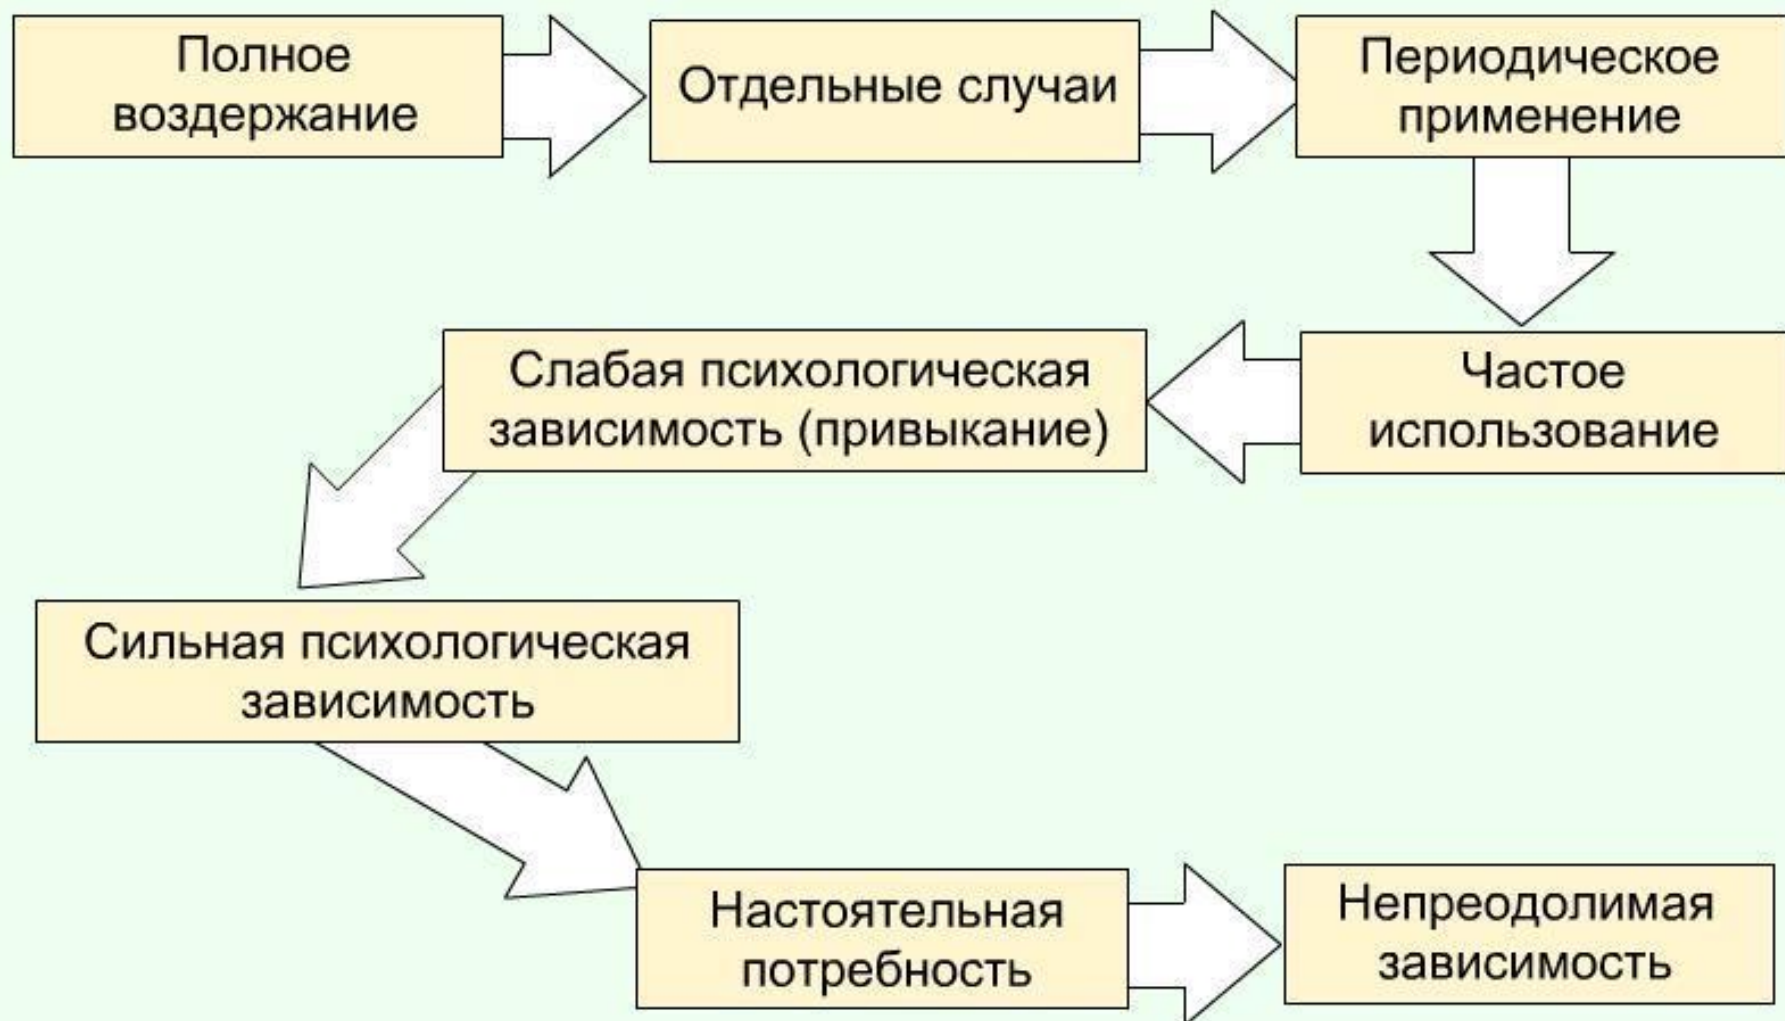 Полное
воздержание
Отдельные случаи
Периодическое
применение
Частое
использование
Слабая психологическая
зависимость (привыкание)
Сильная психологическая
зависимость
Настоятельная
потребность
Непреодолимая
зависимость